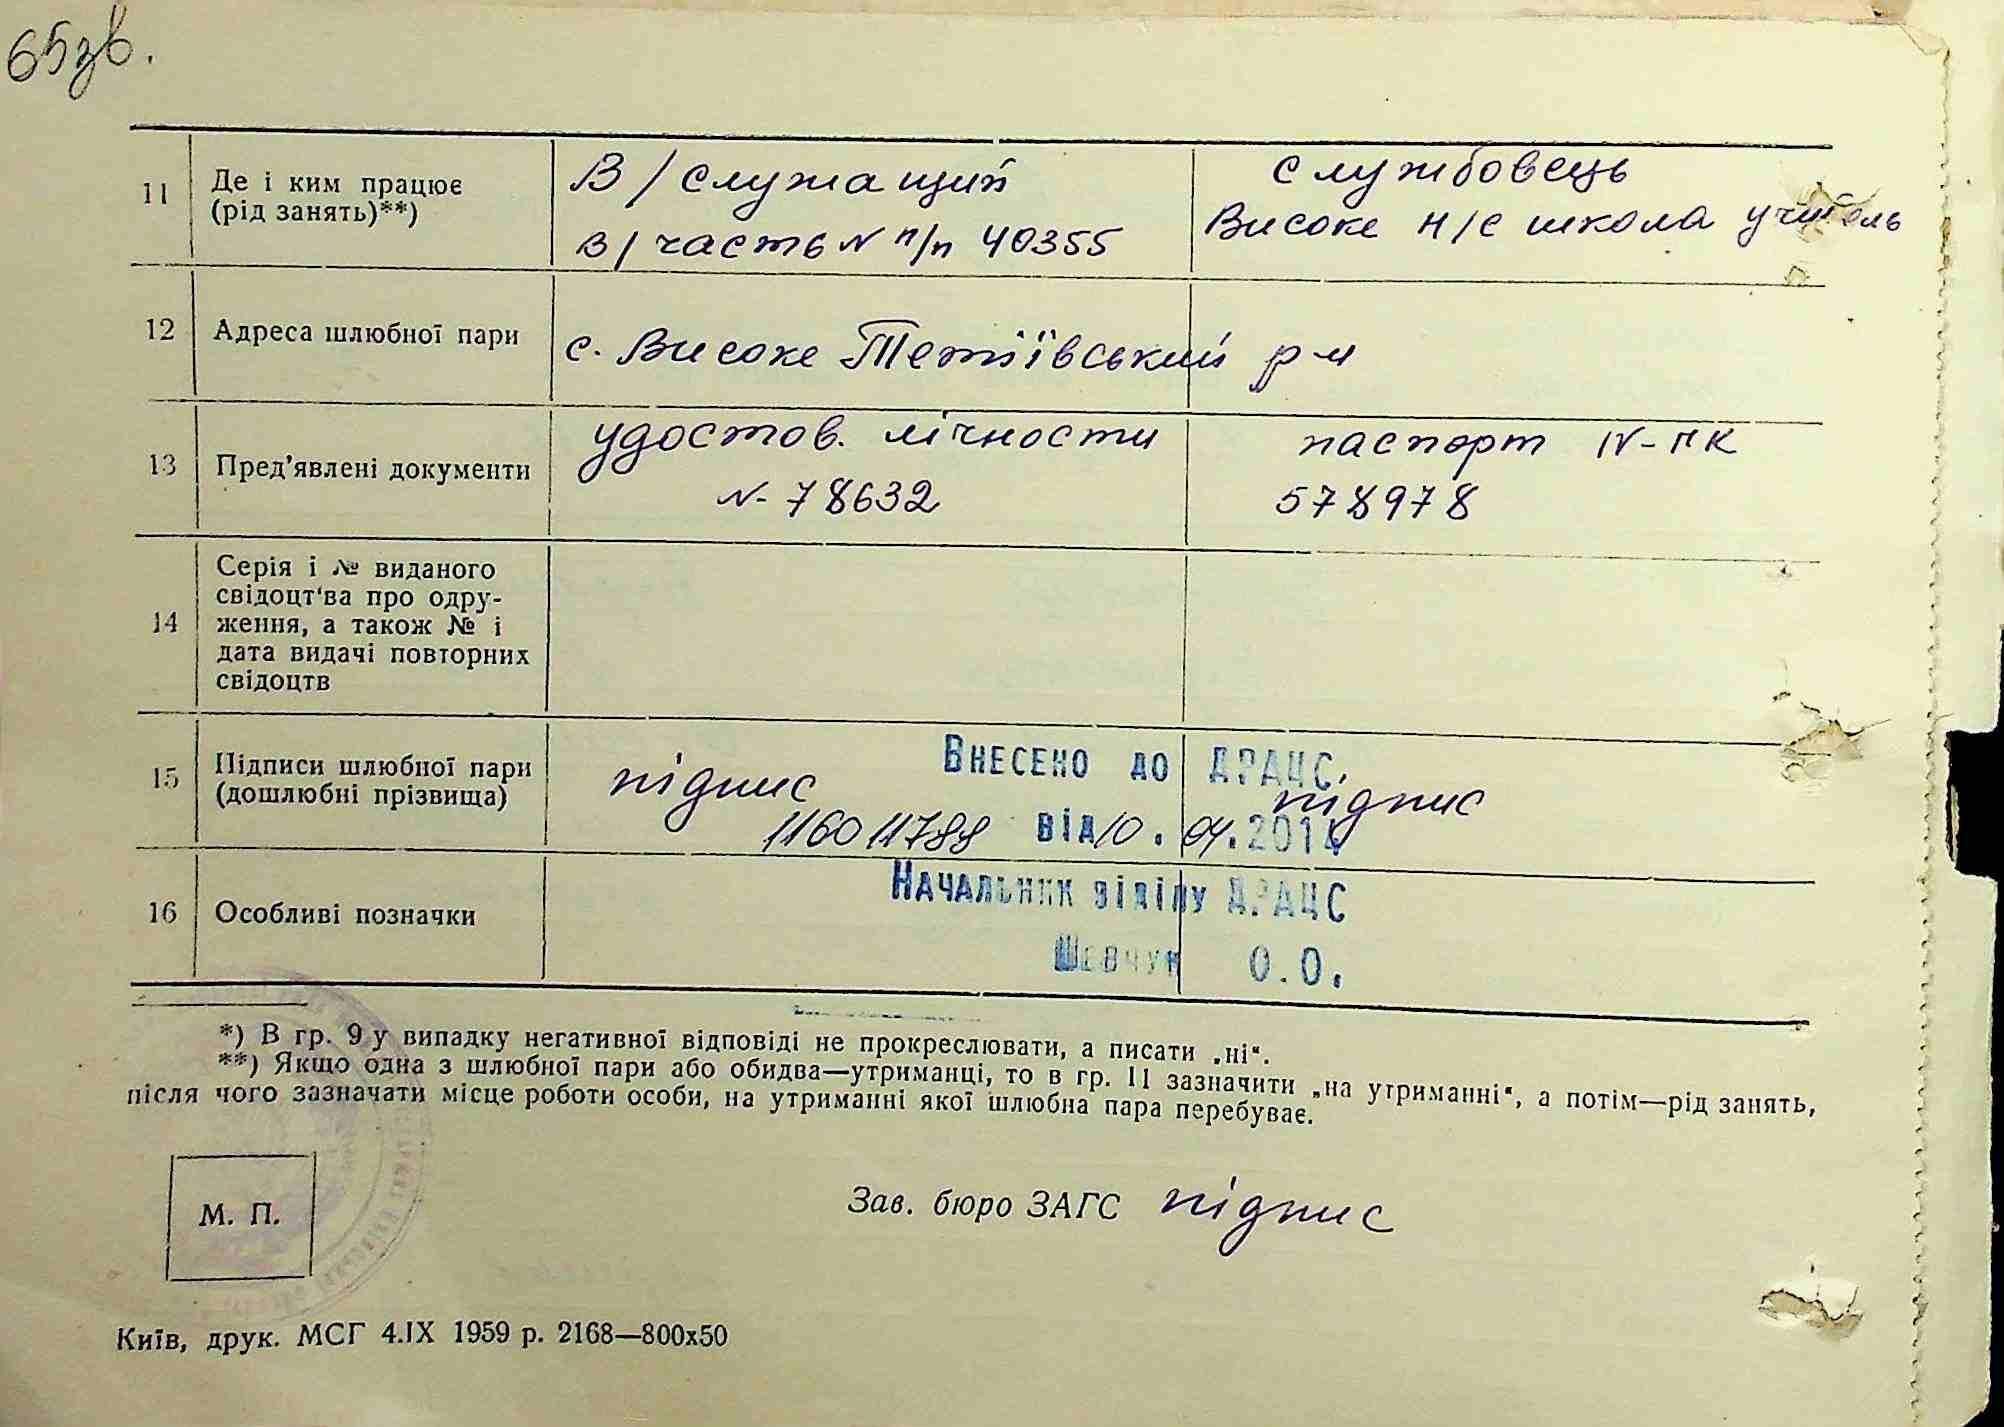 65зв.
11
Де і ким працює
(рід занять)**)
В/служащий
В/часть N п/п 40355
службовець
Високе н/с школа учитель
12
Адреса шлюбної пари
с. Високе Тетіївський р-н
13
Пред'явлені документи
удостов. лічности
N- 78632
паспорт IV-ПК
578978
14
Серія і № виданого
свідоцт'ва про одру-
ження, а також № і
дата видачі повторних
свідоцтв
15
Підписи шлюбної пари
(дошлюбні прізвища)
підпис
підпис
Внесено до ДРАЦС.
116011788 від 10. 04. 2014
16
Особливі позначки
Начальник відділу ДРАЦС
Шевчук О.О.
*) В гр. 9 у випадку негативної відповіді не прокреслювати, а писати „ні“.
**) Якщо одна з шлюбної пари або обидва—утриманці, то в гр. 11 зазначити „на утриманні“, а потім—рід занять,
після чого зазначати місце роботи особи, на утриманні якої шлюбна пара перебуває.
М. П.
Зав. бюро ЗАГС підпис
Київ, друк. МСГ 4.IX 1959 р. 2168—800х50